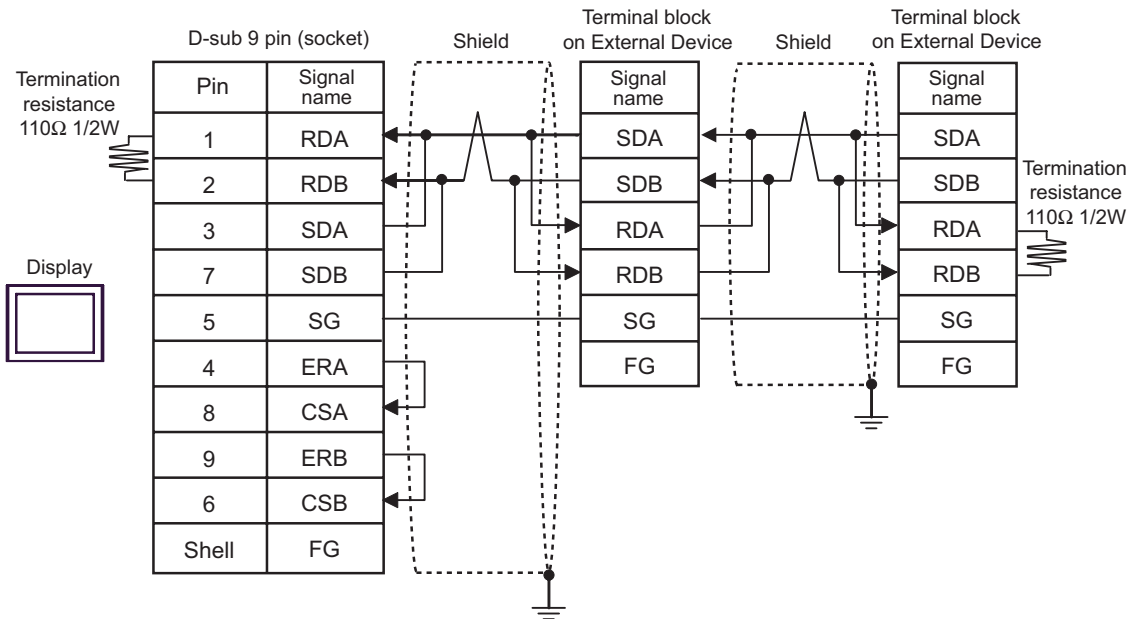 Terminal block
on External Device
Terminal block
on External Device
D-sub 9 pin (socket)
Shield
Shield
Termination
resistance
110Ω 1/2W
Pin
Signal
name
Signal
name
Signal
name
1
RDA
SDA
SDA
2
RDB
SDB
SDB
Termination
resistance
110Ω 1/2W
3
SDA
RDA
RDA
7
SDB
RDB
RDB
Display
5
SG
SG
SG
4
ERA
FG
FG
8
CSA
9
ERB
6
CSB
Shell
FG